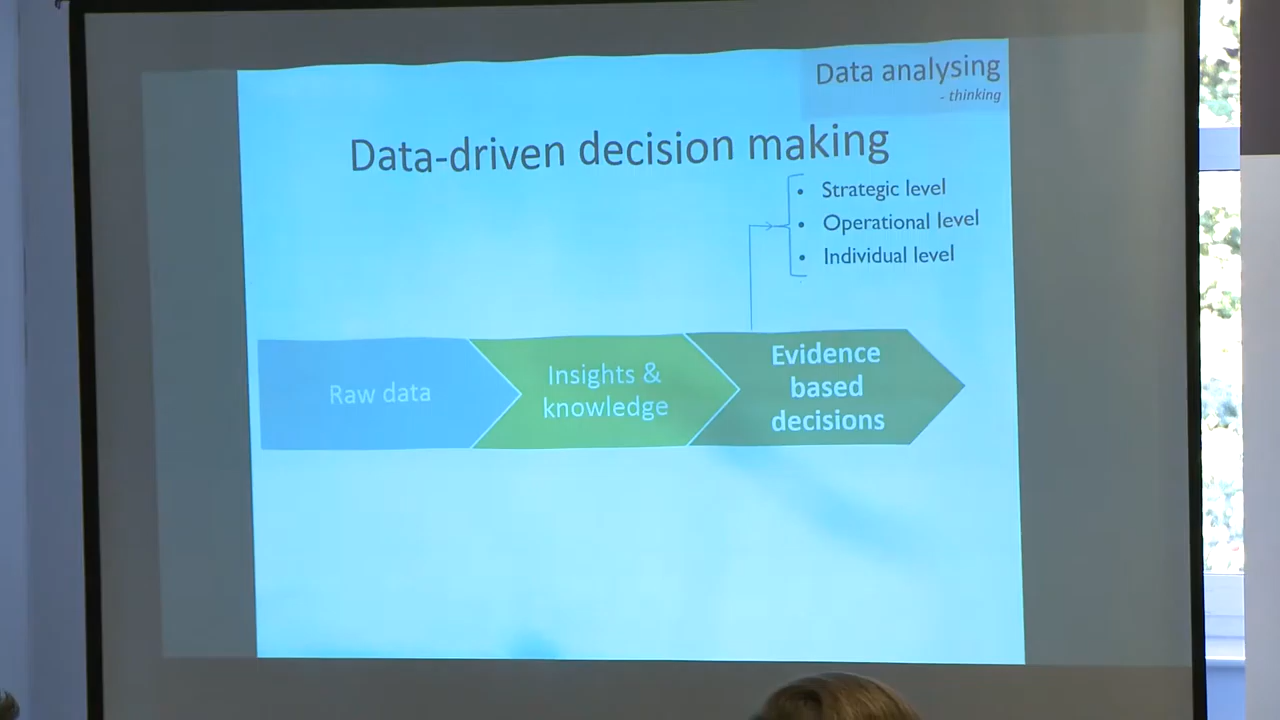 Data analysing
- thinking
Data-driven decision making
• Strategic level
• Operational level
• Individual level
Raw data
Insights &
knowledge
Evidence
based
decisions